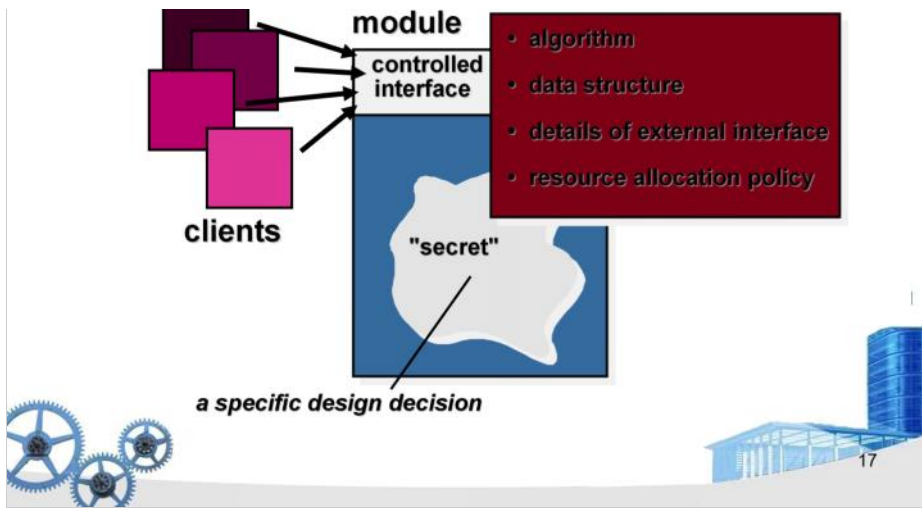 module
controlled
interface
• algorithm
• data structure
• details of external interface
• resource allocation policy
clients
"secret"
a specific design decision
17